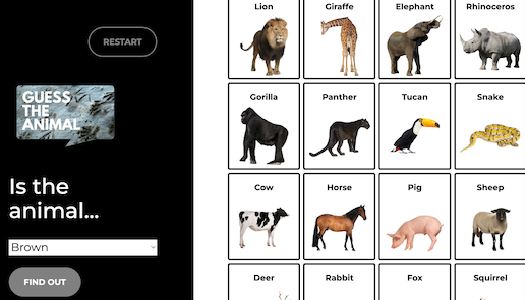 RESTART
GUESS
THE
ANIMAL
Is the
animal...
Brown
FIND OUT
Lion Giraffe Elephant Rhinoceros
Gorilla Panther Tucan Snake
Cow Horse Pig Sheep
Deer Rabbit Fox Squirrel